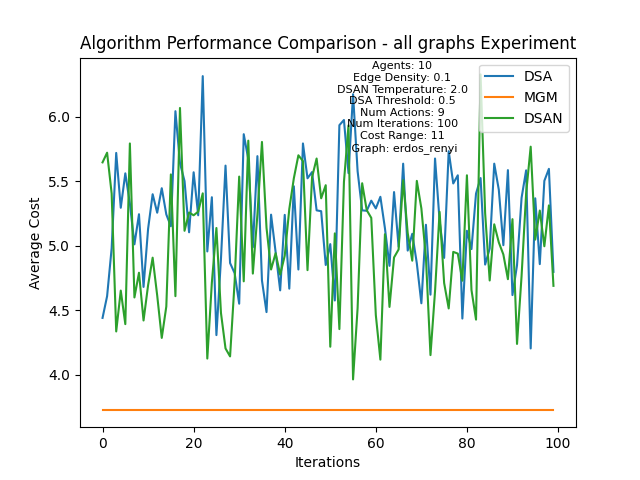 Algorithm Performance Comparison - all graphs Experiment
Agents: 10
Edge Density: 0.1
DSAN Temperature: 2.0
DSA Threshold: 0.5
Num Actions: 9
Num Iterations: 100
Cost Range: 11
Graph: erdos_renyi
DSA
MGM
DSAN
Average Cost
6.0
5.5
5.0
4.5
4.0
0
20
40
60
80
100
Iterations